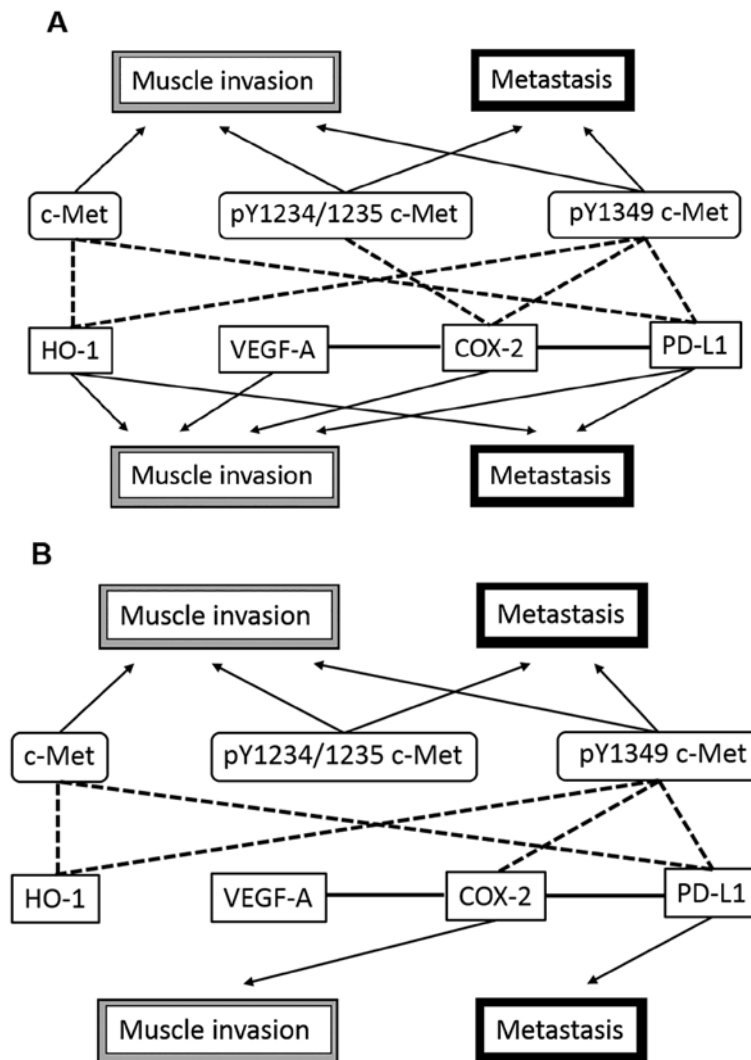 A
Muscle invasion Metastasis
c-Met pY1234/1235 c-Met pY1349 c-Met
HO-1 VEGF-A COX-2 PD-L1
Muscle invasion Metastasis
B
Muscle invasion Metastasis
c-Met pY1234/1235 c-Met pY1349 c-Met
HO-1 VEGF-A COX-2 PD-L1
Muscle invasion Metastasis